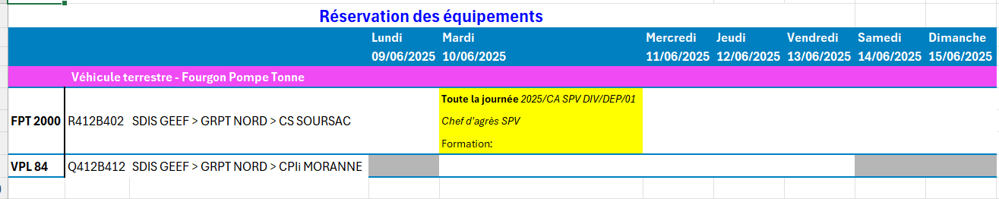 Réservation des équipements
Lundi Mardi Mercredi Jeudi Vendredi Samedi Dimanche
09/06/2025 10/06/2025 11/06/2025 12/06/2025 13/06/2025 14/06/2025 15/06/2025
Véhicule terrestre - Fourgon Pompe Tonne
Toute la journée 2025/CA SPV DIV/DEP/01
FPT 2000 R412B402 SDIS GEEF > GRPT NORD > CS SOURSAC Chef d'agrès SPV
Formation:
VPL 84 Q412B412 SDIS GEEF > GRPT NORD > CPIi MORANNE